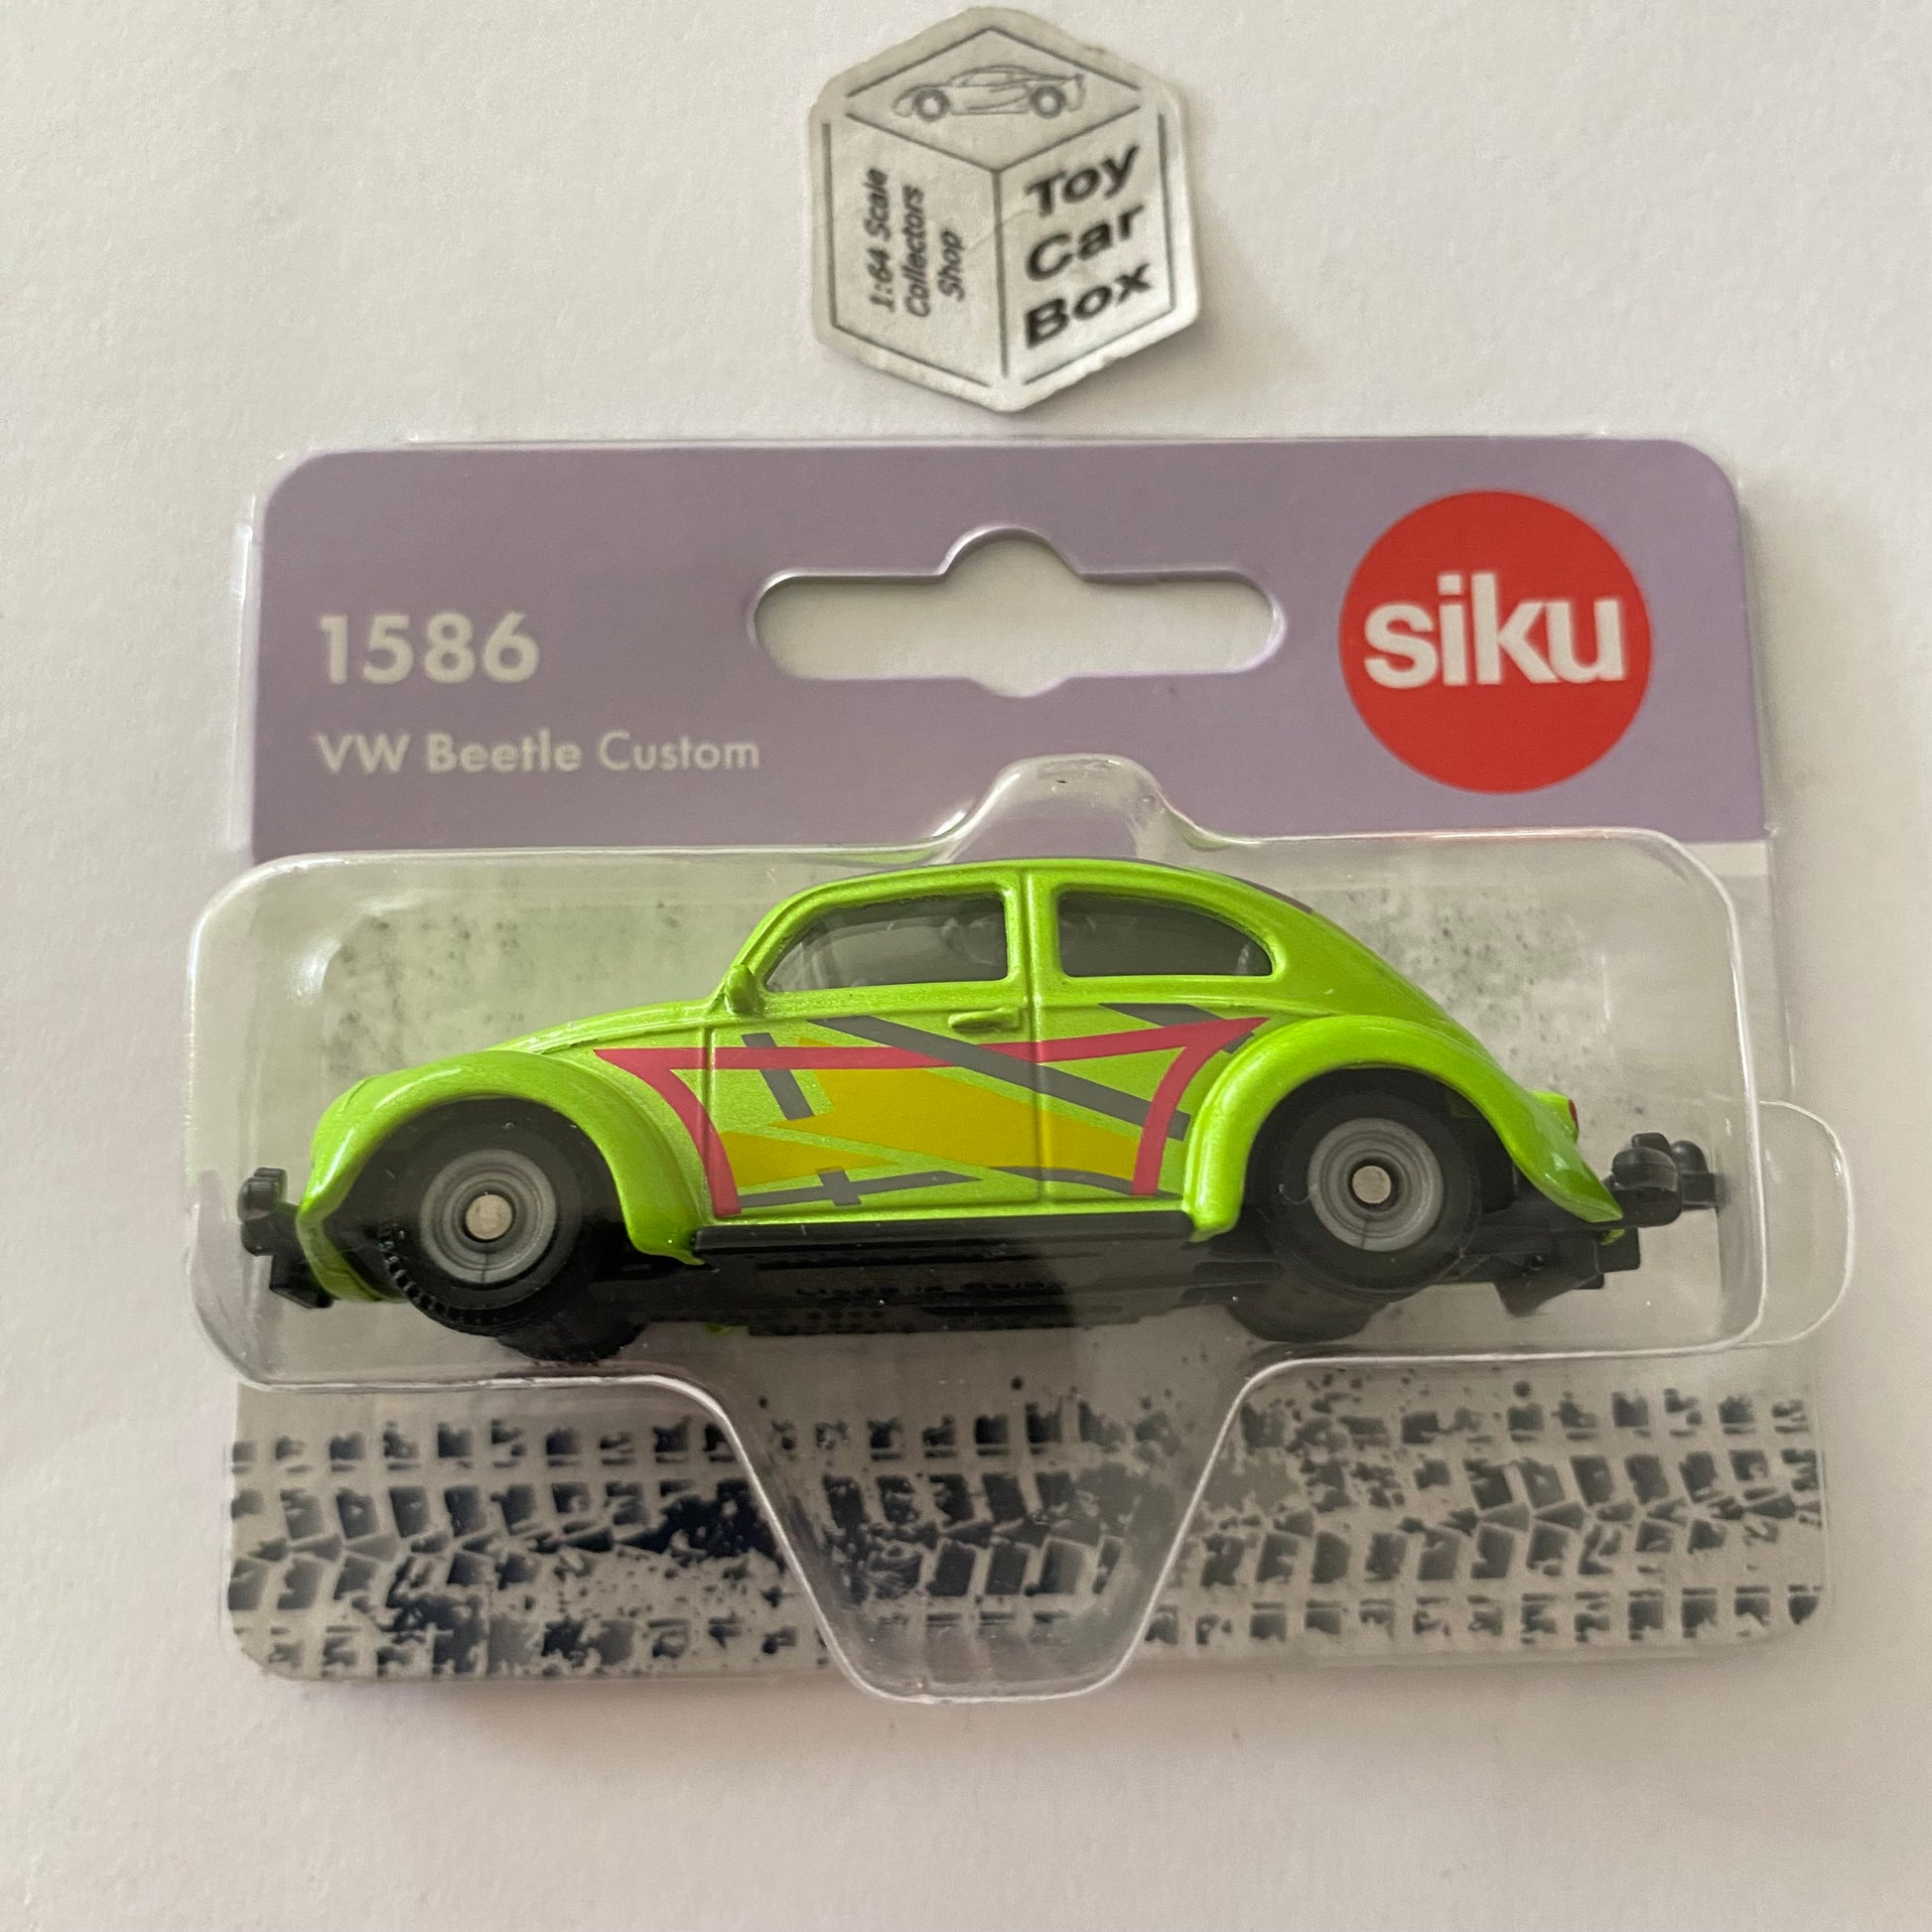 1:64 Scale
Collectors
Shop
Toy
Car
Box
1586
VW Beetle Custom
siku